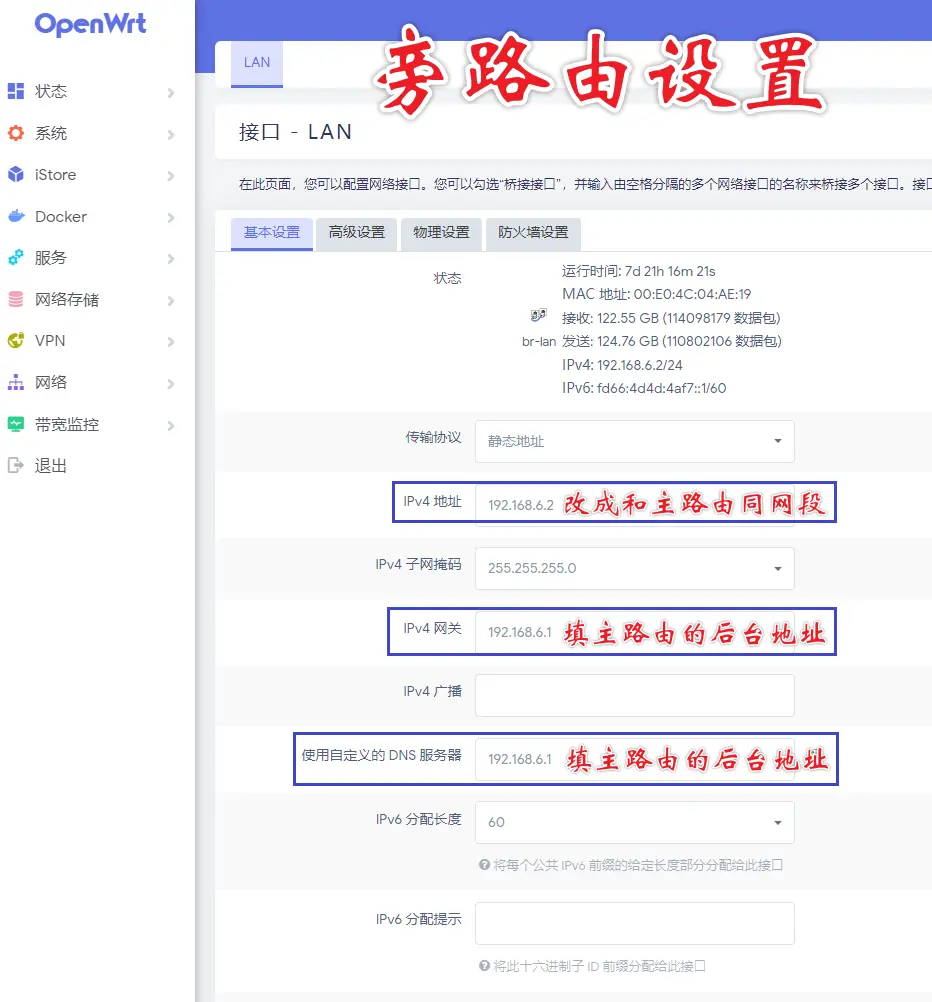 OpenWrt
状态
系统
iStore
Docker
服务
网络存储
VPN
网络
带宽监控
退出
LAN
旁路由设置
接口 - LAN
在此页面，您可以配置网络接口。您可以勾选“桥接接口”，并输入由空格分隔的多个网络接口的名称来桥接多个接口。接口
基本设置 高级设置 物理设置 防火墙设置
状态
br-lan
运行时间: 7d 21h 16m 21s
MAC 地址: 00:E0:4C:04:AE:19
接收: 122.55 GB (114098179 数据包)
发送: 124.76 GB (110802106 数据包)
IPv4: 192.168.6.2/24
IPv6: fd66:4d4d:4af7::1/60
传输协议 静态地址
IPv4 地址 192.168.6.2 改成和主路由同网段
IPv4 子网掩码 255.255.255.0
IPv4 网关 192.168.6.1 填主路由的后台地址
IPv4 广播
使用自定义的 DNS 服务器 192.168.6.1 填主路由的后台地址
IPv6 分配长度 60
将每个公共 IPv6 前缀的给定长度部分分配给此接口
IPv6 分配提示
将此十六进制子 ID 前缀分配给此接口